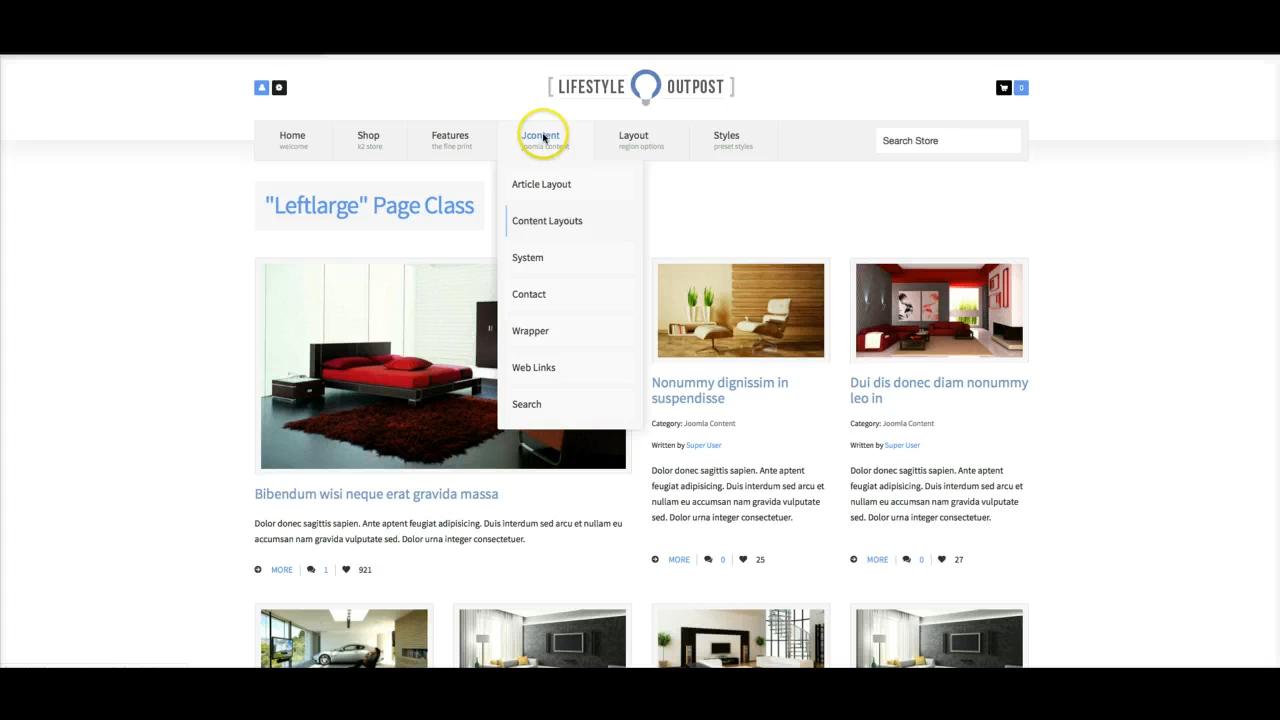 [ LIFESTYLE OUTPOST ]
0
Home
welcome
Shop
k2 store
Features
the fine print
Jcontent
joomla content
Layout
region options
Styles
preset styles
Search Store
"Leftlarge" Page Class
Article Layout
Content Layouts
System
Contact
Wrapper
Web Links
Search
Bibendum wisi neque erat gravida massa
Dolor donec sagittis sapien. Ante aptent feugiat adipisicing. Duis interdum sed arcu et nullam eu
accumsan nam gravida vulputate sed. Dolor urna integer consectetuer.
MORE 1 921
Nonummy dignissim in
suspendisse
Category: Joomla Content
Written by Super User
Dolor donec sagittis sapien. Ante aptent
feugiat adipisicing. Duis interdum sed arcu et
nullam eu accumsan nam gravida vulputate
sed. Dolor urna integer consectetuer.
MORE 0 25
Dui dis donec diam nonummy
leo in
Category: Joomla Content
Written by Super User
Dolor donec sagittis sapien. Ante aptent
feugiat adipisicing. Duis interdum sed arcu et
nullam eu accumsan nam gravida vulputate
sed. Dolor urna integer consectetuer.
MORE 0 27